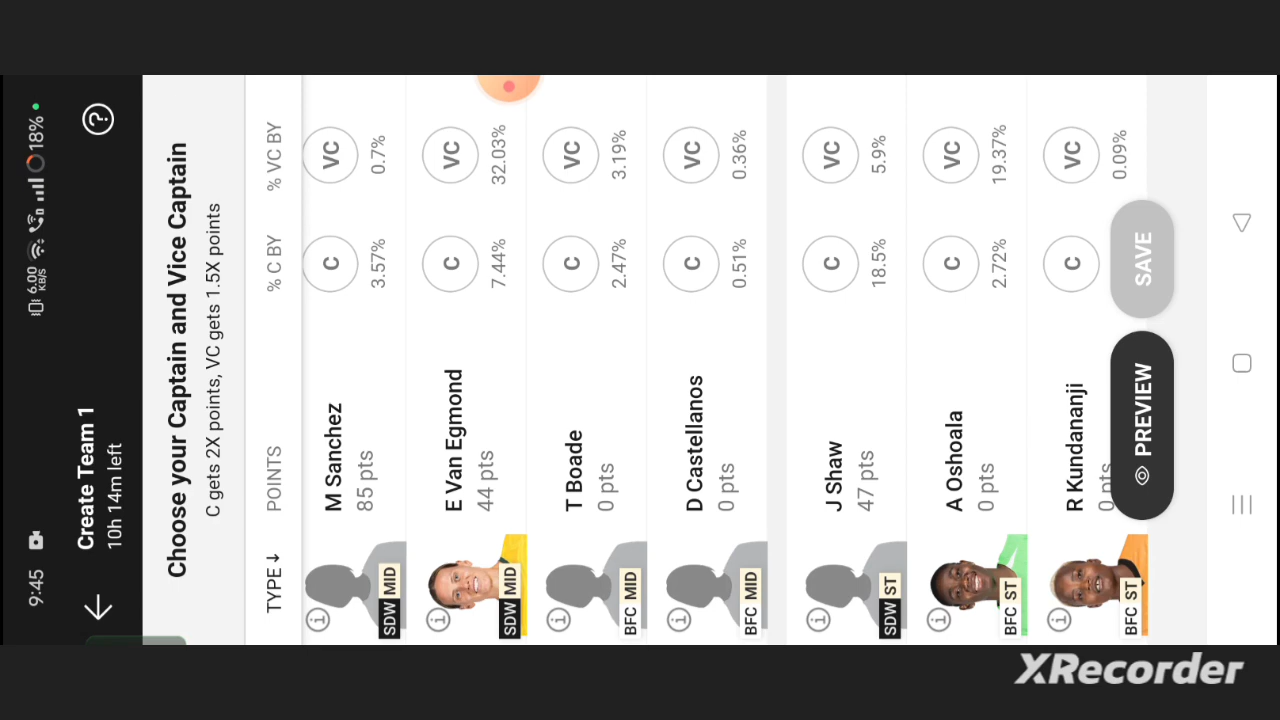 9:45
6.00
KB/s
18%
Create Team 1
10h 14m left
?
Choose your Captain and Vice Captain
C gets 2X points, VC gets 1.5X points
TYPE ↓ POINTS % C BY % VC BY
i
SDW MID
M Sanchez
85 pts
C
3.57%
VC
0.7%
i
SDW MID
E Van Egmond
44 pts
C
7.44%
VC
32.03%
i
BFC MID
T Boade
0 pts
C
2.47%
VC
3.19%
i
BFC MID
D Castellanos
0 pts
C
0.51%
VC
0.36%
i
SDW ST
J Shaw
47 pts
C
18.5%
VC
5.9%
i
BFC ST
A Oshoala
0 pts
C
2.72%
VC
19.37%
i
BFC ST
R Kundananji
0 pts
C
VC
0.09%
PREVIEW
SAVE
XRecorder